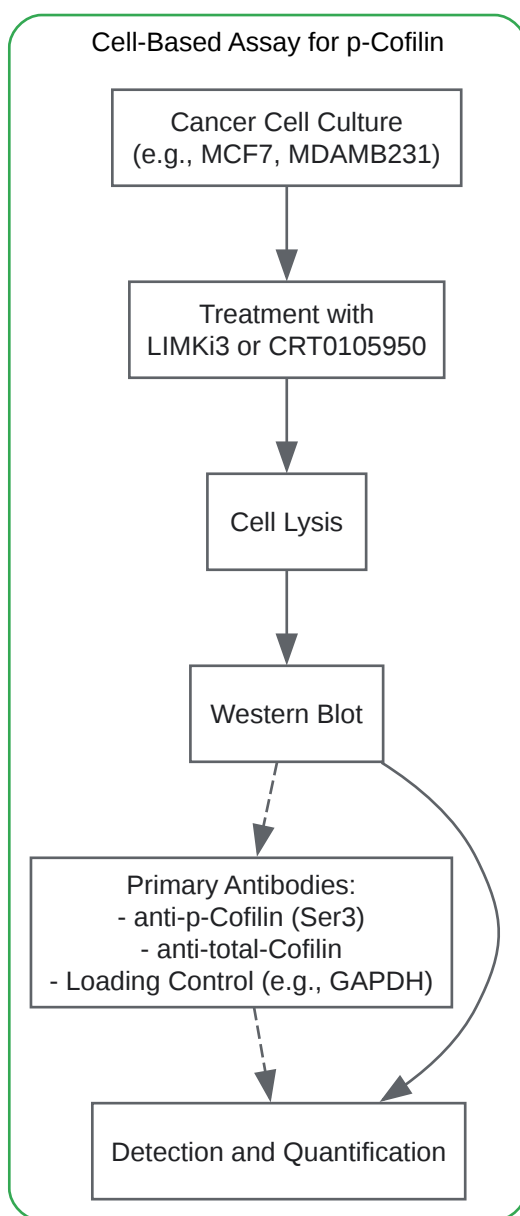 Cell-Based Assay for p-Cofilin
Cancer Cell Culture
(e.g., MCF7, MDAMB231)
Treatment with
LIMKi3 or CRT0105950
Cell Lysis
Western Blot
Primary Antibodies:
- anti-p-Cofilin (Ser3)
- anti-total-Cofilin
- Loading Control (e.g., GAPDH)
Detection and Quantification